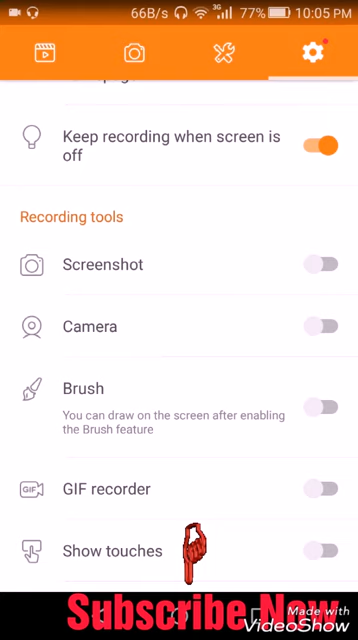 66B/s 3G 77% 10:05 PM
Keep recording when screen is
off
Recording tools
Screenshot
Camera
Brush
You can draw on the screen after enabling
the Brush feature
GIF
GIF recorder
Show touches
Subscribe Now
Made with
VideoShow